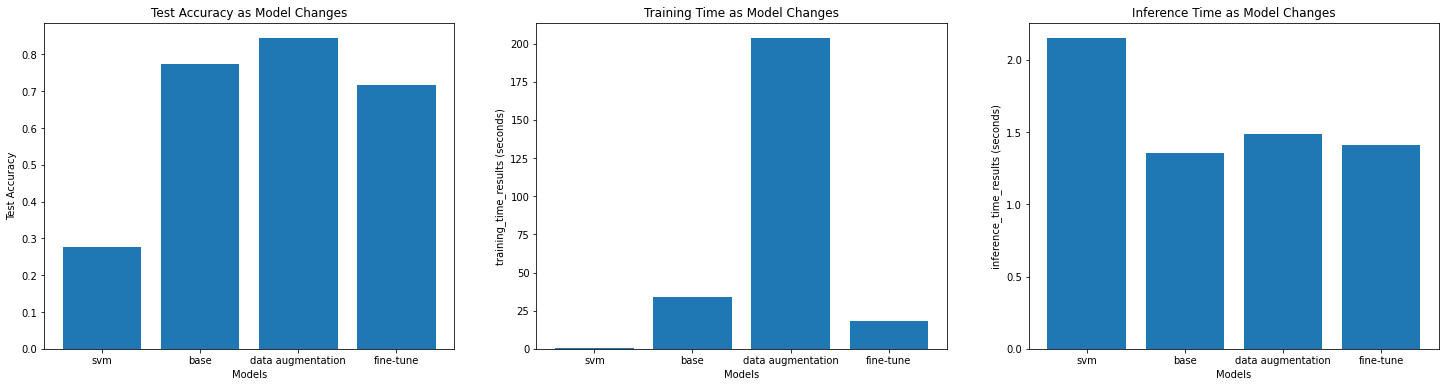 Test Accuracy as Model Changes
Test Accuracy
0.8
0.7
0.6
0.5
0.4
0.3
0.2
0.1
0.0
svm base data augmentation fine-tune
Models
Training Time as Model Changes
training_time_results (seconds)
200
175
150
125
100
75
50
25
0
svm base data augmentation fine-tune
Models
Inference Time as Model Changes
inference_time_results (seconds)
2.0
1.5
1.0
0.5
0.0
svm base data augmentation fine-tune
Models